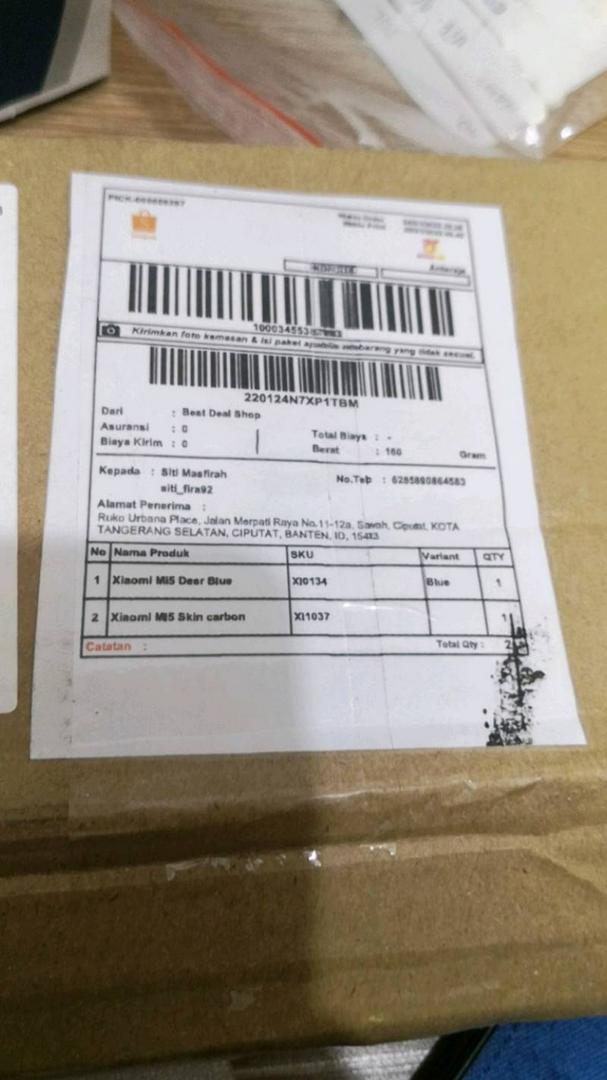 Anteraja
Kirimkan foto kemasan & isi paket apabila barang yang tidak sesuai.
220124N7XP1TBM
Dari : Best Deal Shop
Asuransi : 0
Biaya Kirim : 0
Total Biaya : -
Berat : 160 Gram
Kepada : Siti Masfirah
siti_fira92
No.Telp : 6285890864583
Alamat Penerima :
Ruko Urbana Place, Jalan Merpati Raya No.11-12a, Sawah, Ciputat, KOTA
TANGERANG SELATAN, CIPUTAT, BANTEN, ID, 15413
No Nama Produk SKU Variant QTY
1 Xiaomi Mi5 Dear Blue XI0134 Blue 1
2 Xiaomi Mi5 Skin carbon XI1037 1
Catatan : Total Qty : 2